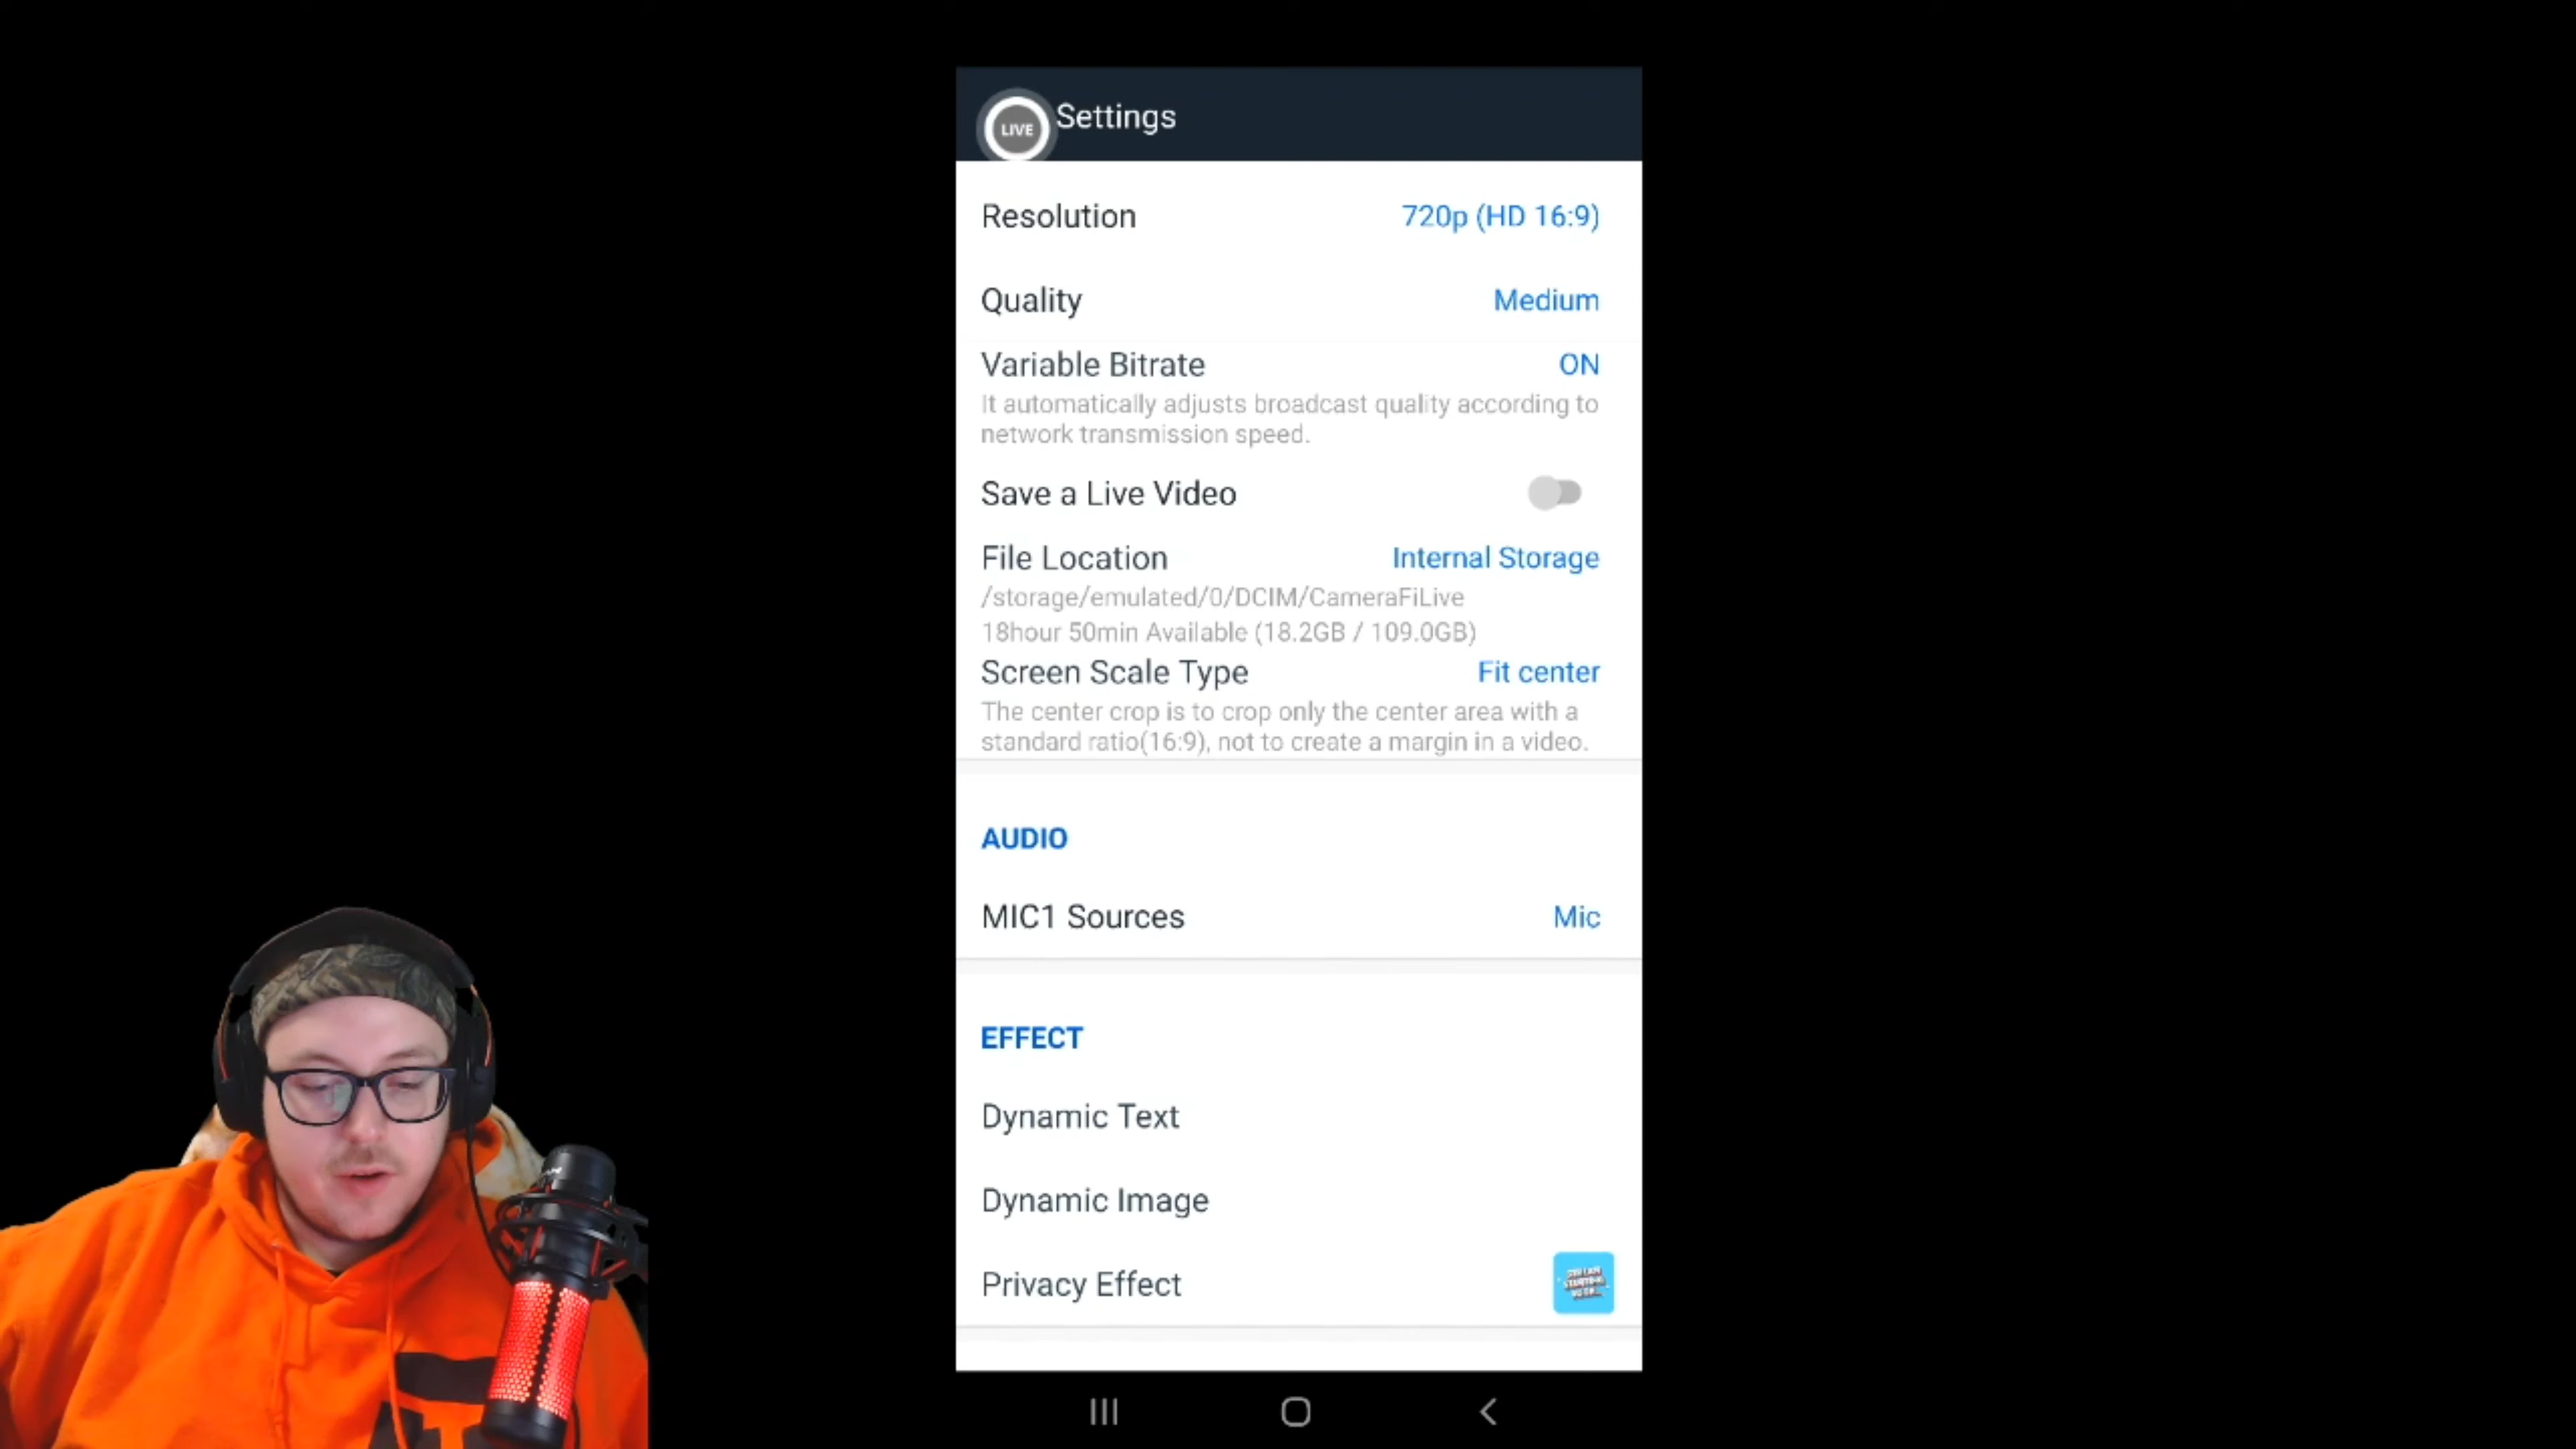 LIVE
Settings
Resolution 720p (HD 16:9)
Quality Medium
Variable Bitrate ON
It automatically adjusts broadcast quality according to
network transmission speed.
Save a Live Video
File Location Internal Storage
/storage/emulated/0/DCIM/CameraFiLive
18hour 50min Available (18.2GB / 109.0GB)
Screen Scale Type Fit center
The center crop is to crop only the center area with a
standard ratio(16:9), not to create a margin in a video.
AUDIO
MIC1 Sources Mic
EFFECT
Dynamic Text
Dynamic Image
Privacy Effect